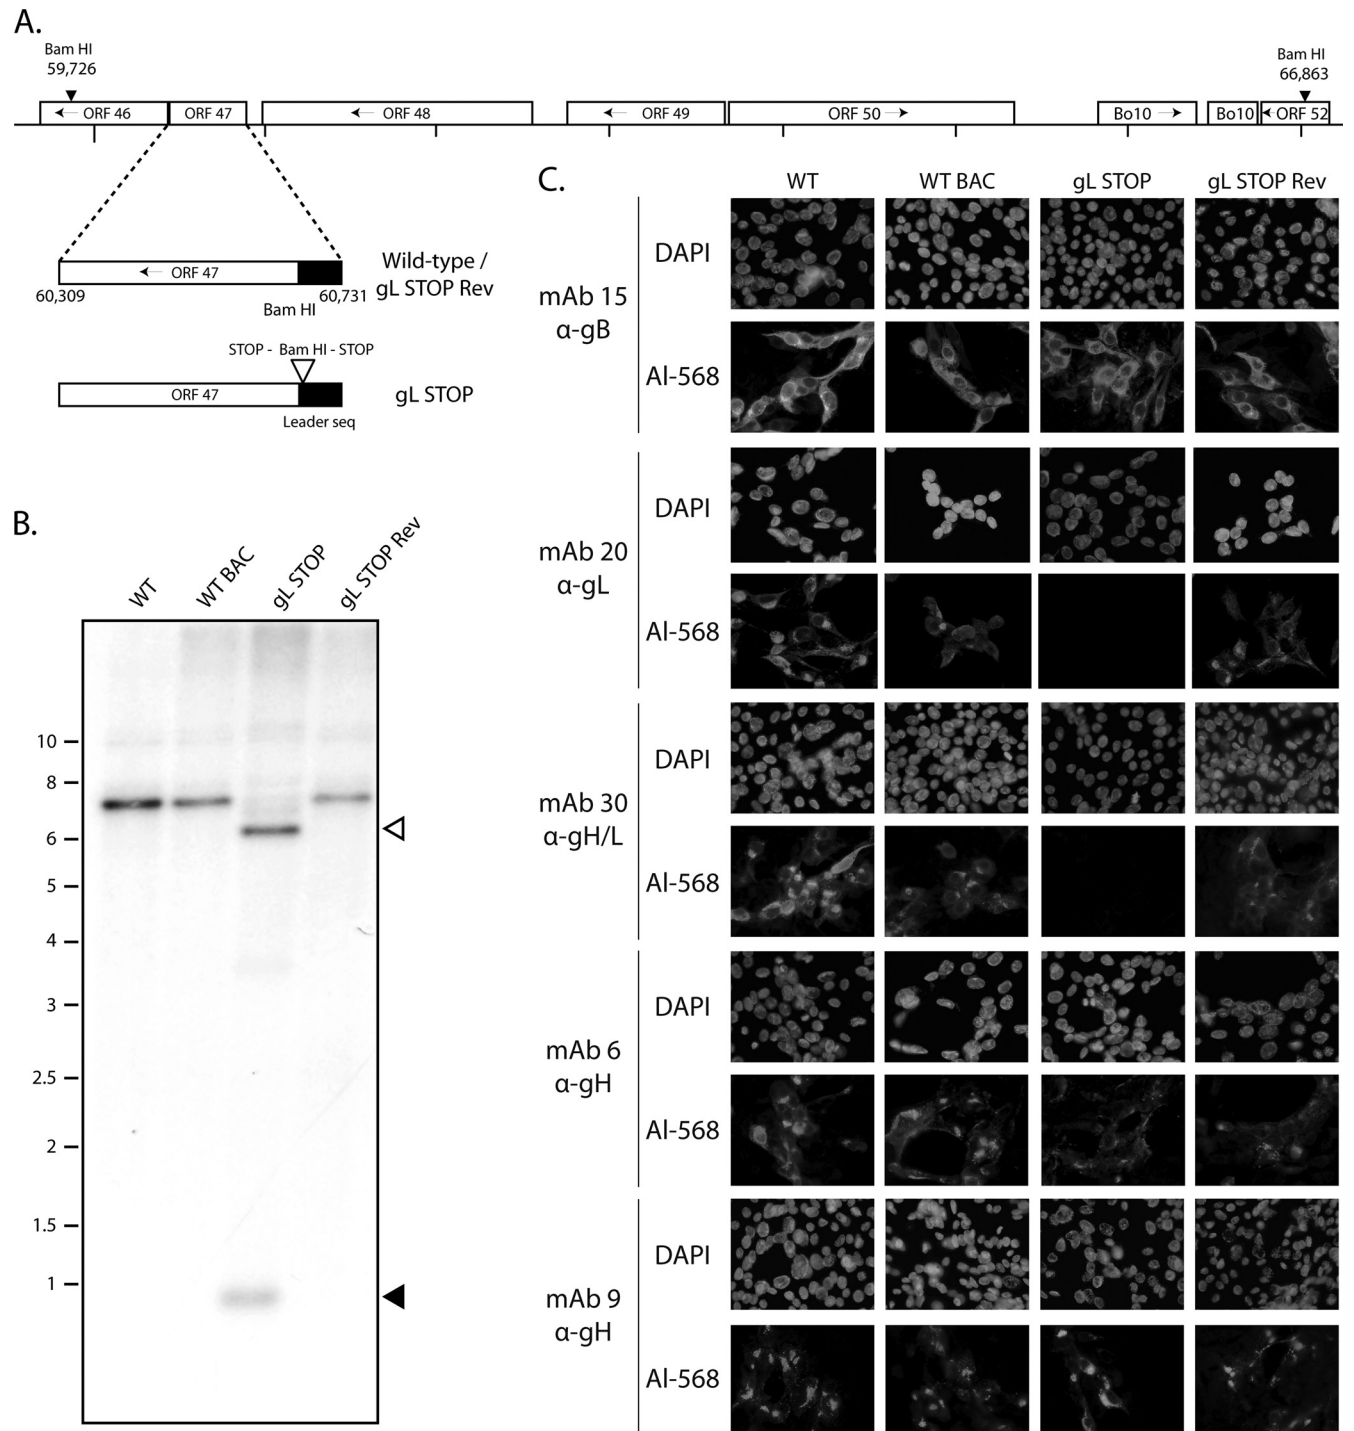 A.
Bam HI
59,726
Bam HI
66,863
ORF 46
ORF 47
ORF 48
ORF 49
ORF 50
Bo10
Bo10
ORF 52
ORF 47
Wild-type /
gL STOP Rev
60,309
60,731
Bam HI
STOP - Bam HI - STOP
ORF 47
gL STOP
Leader seq
B.
WT
WT BAC
gL STOP
gL STOP Rev
10
8
6
5
4
3
2.5
2
1.5
1
C.
WT
WT BAC
gL STOP
gL STOP Rev
mAb 15
α-gB
DAPI
Al-568
mAb 20
α-gL
DAPI
Al-568
mAb 30
α-gH/L
DAPI
Al-568
mAb 6
α-gH
DAPI
Al-568
mAb 9
α-gH
DAPI
Al-568